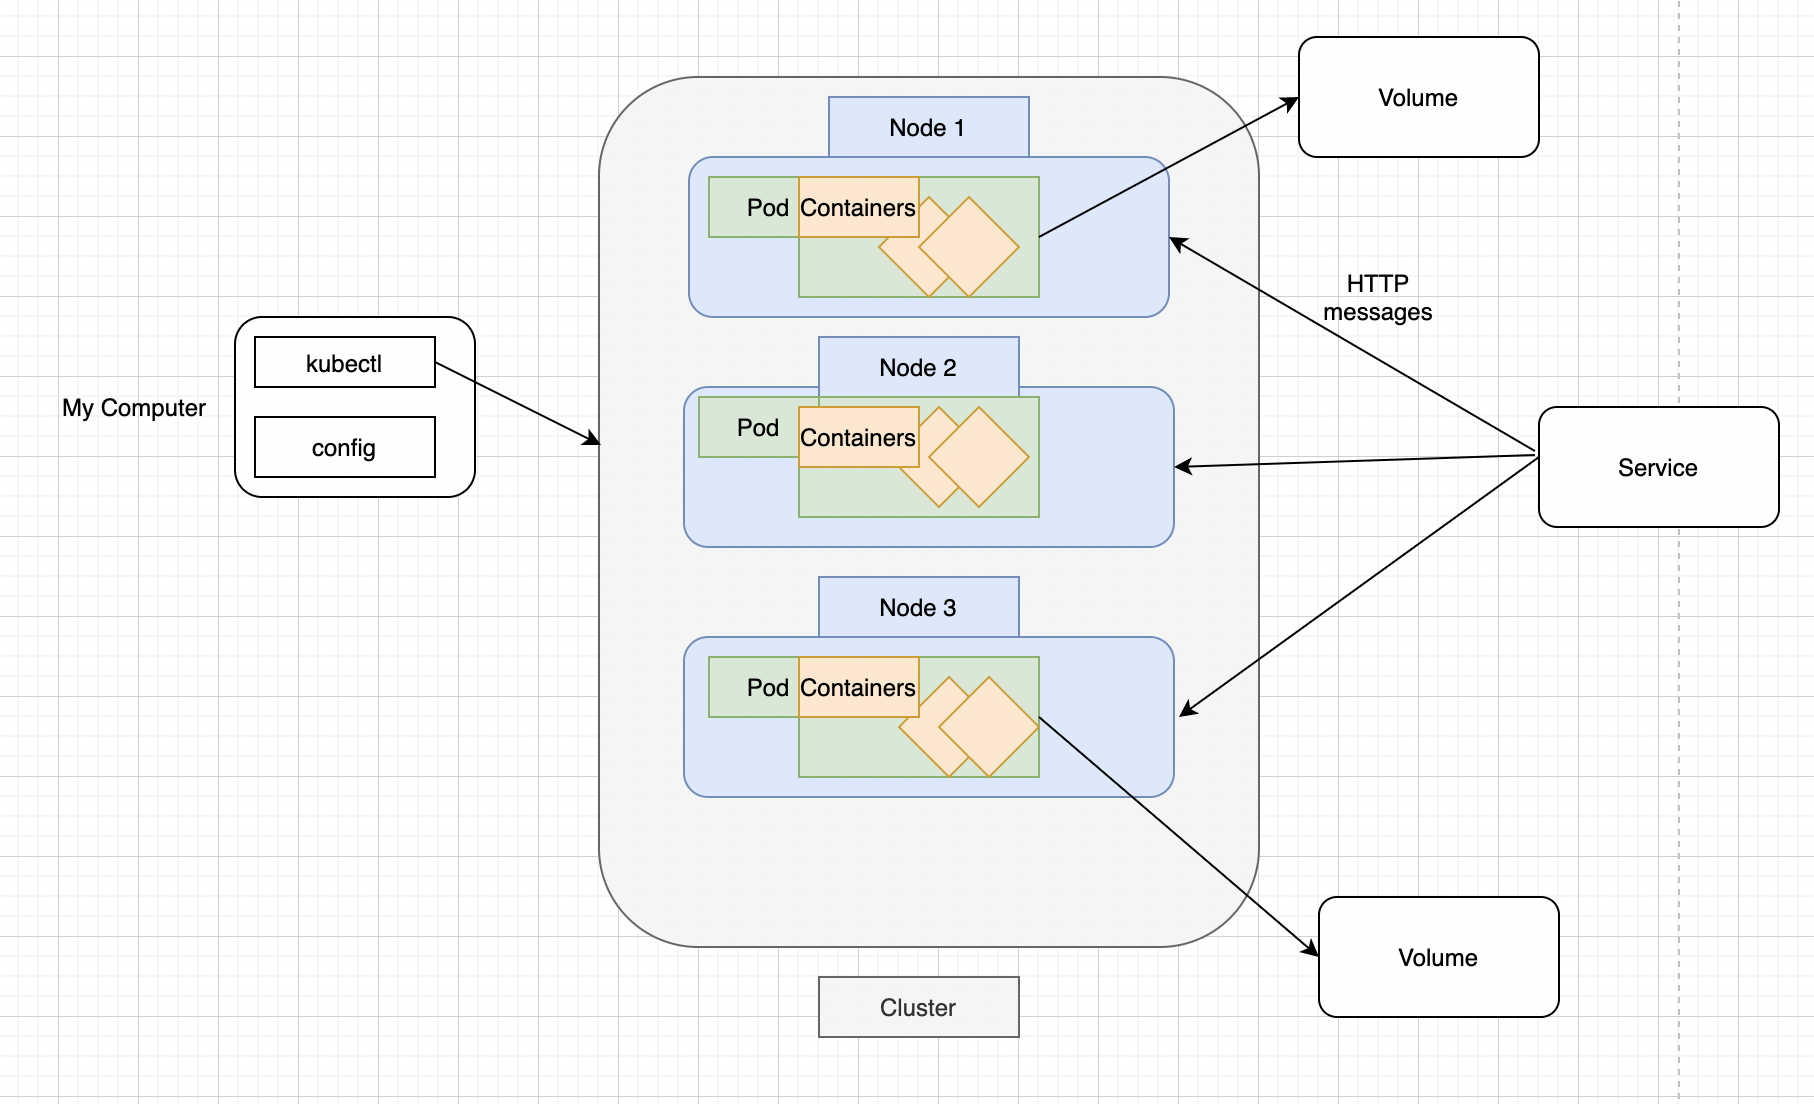 Volume
Node 1
Pod
Containers
HTTP
messages
kubectl
Node 2
My Computer
Pod
Containers
config
Service
Node 3
Pod
Containers
Volume
Cluster